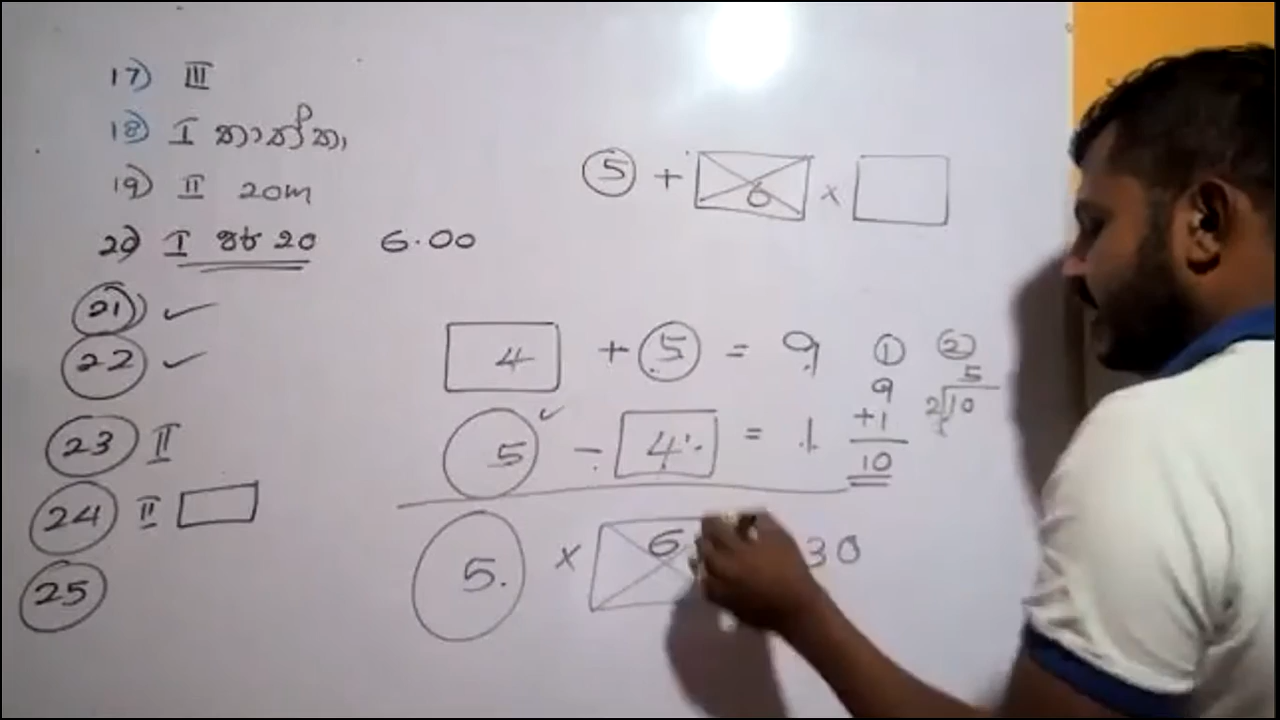 17) III
18) I
19) II 20m
20) I 20 6.00
21) ✓
22) ✓
23 II
24 II
25
5 + 6 ×
4 + 5 = 9
5 - 4 = 1
5. × 6 30
① ②
9
+1
10
5
2 10